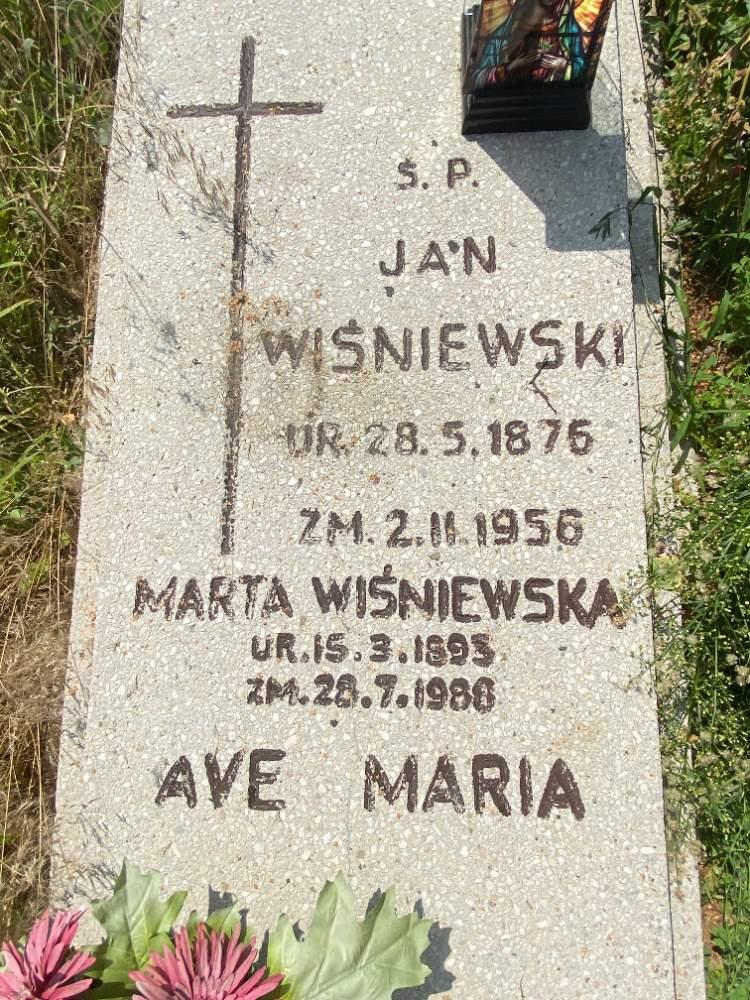 Ś. P.
JAN
WIŚNIEWSKI
UR. 28. 5. 1876
ZM. 2. 11. 1956
MARTA WIŚNIEWSKA
UR. 15. 3. 1893
ZM. 28. 7. 1988
AVE MARIA